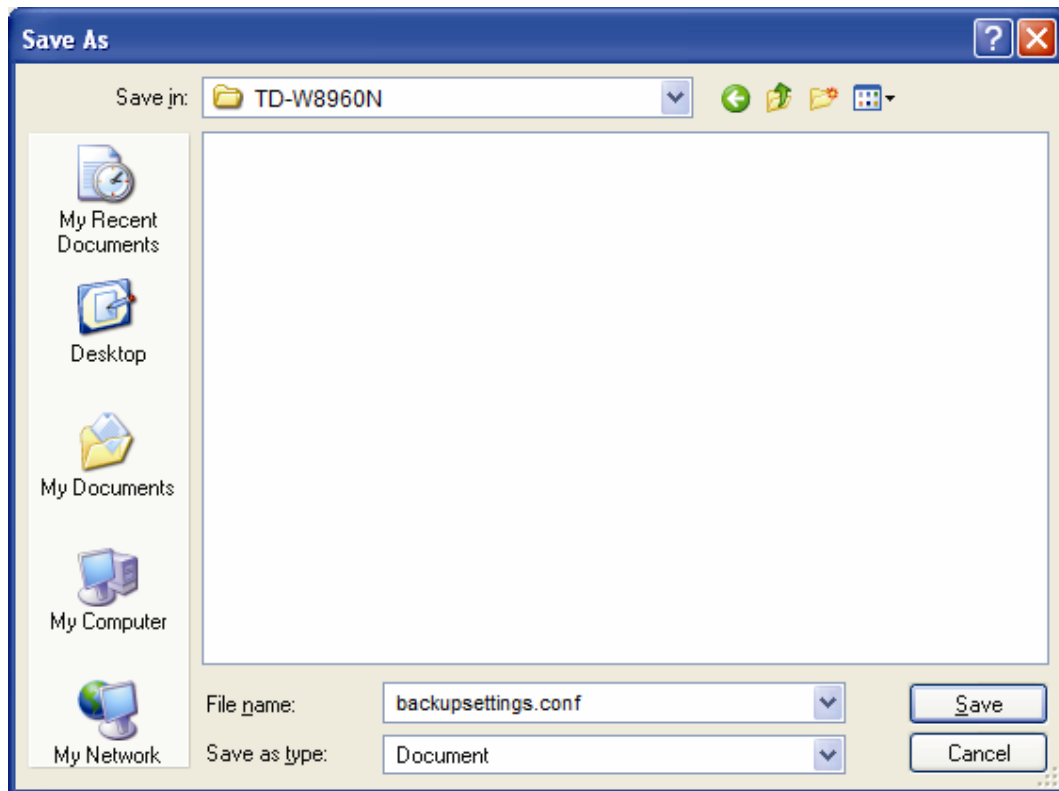 Save As
Save in:
TD-W8960N
My Recent
Documents
Desktop
My Documents
My Computer
My Network
File name:
backupsettings.conf
Save
Save as type:
Document
Cancel